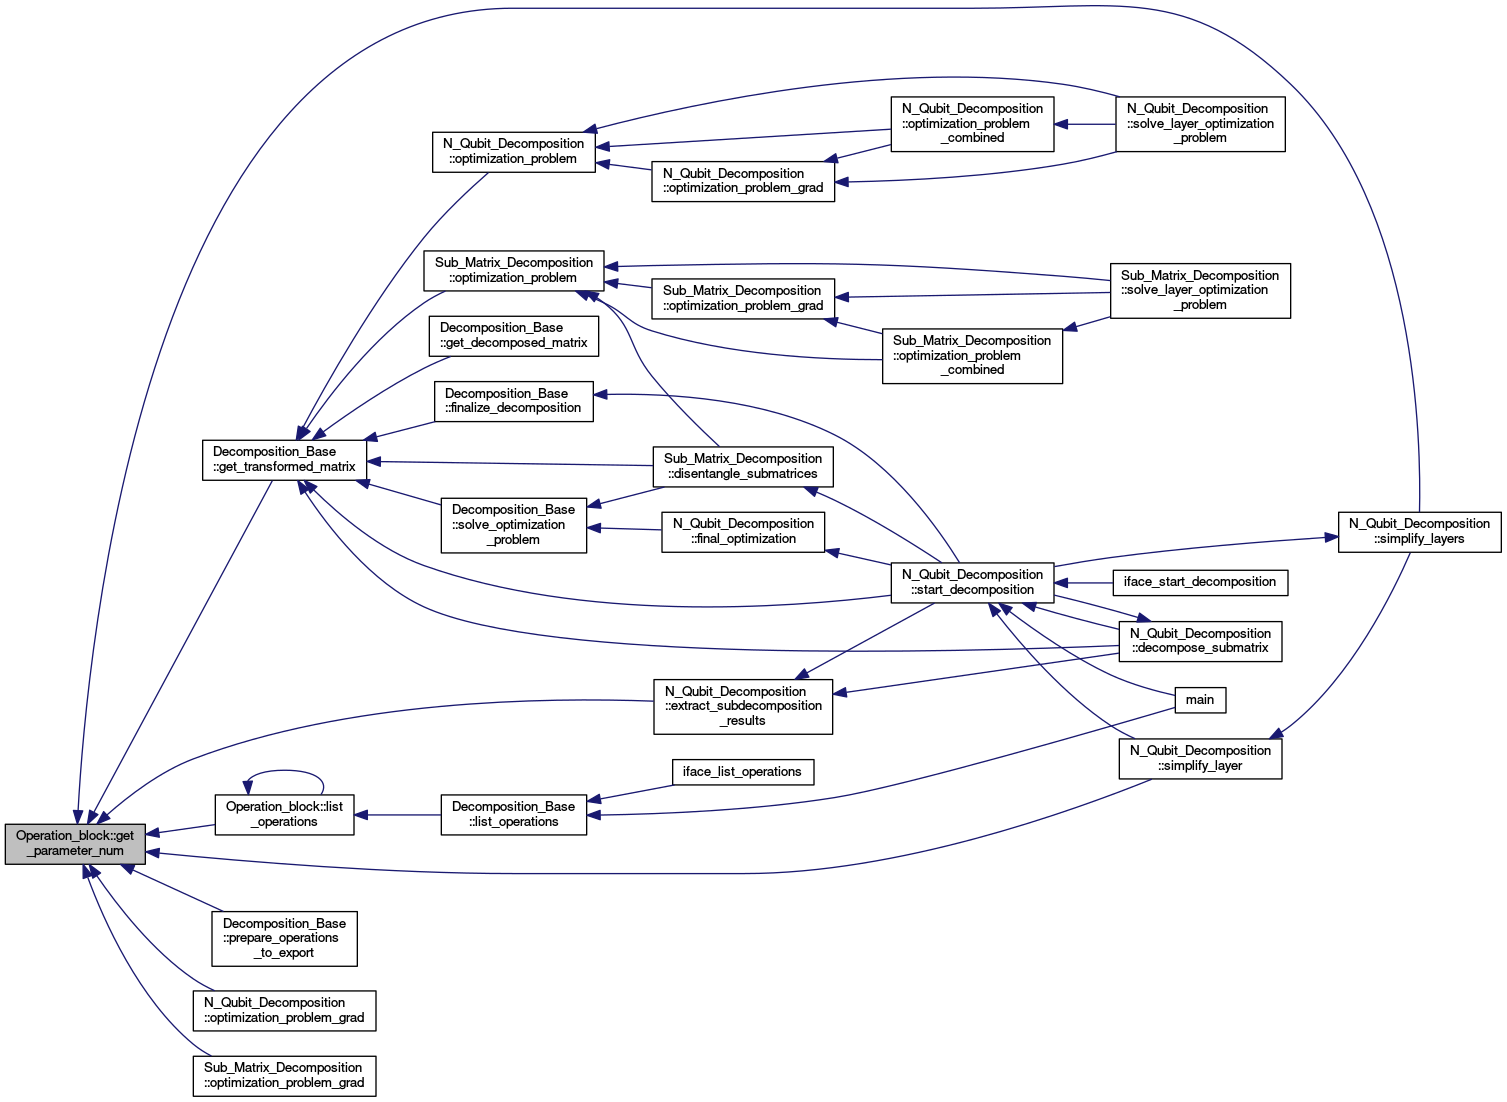 N_Qubit_Decomposition
::optimization_problem
N_Qubit_Decomposition
::optimization_problem
_combined
N_Qubit_Decomposition
::solve_layer_optimization
_problem
N_Qubit_Decomposition
::optimization_problem_grad
Sub_Matrix_Decomposition
::optimization_problem
Sub_Matrix_Decomposition
::optimization_problem_grad
Sub_Matrix_Decomposition
::solve_layer_optimization
_problem
Decomposition_Base
::get_decomposed_matrix
Sub_Matrix_Decomposition
::optimization_problem
_combined
Decomposition_Base
::finalize_decomposition
Decomposition_Base
::get_transformed_matrix
Sub_Matrix_Decomposition
::disentangle_submatrices
Decomposition_Base
::solve_optimization
_problem
N_Qubit_Decomposition
::final_optimization
N_Qubit_Decomposition
::simplify_layers
N_Qubit_Decomposition
::start_decomposition
iface_start_decomposition
N_Qubit_Decomposition
::decompose_submatrix
N_Qubit_Decomposition
::extract_subdecomposition
_results
main
N_Qubit_Decomposition
::simplify_layer
iface_list_operations
Operation_block::list
_operations
Decomposition_Base
::list_operations
Operation_block::get
_parameter_num
Decomposition_Base
::prepare_operations
_to_export
N_Qubit_Decomposition
::optimization_problem_grad
Sub_Matrix_Decomposition
::optimization_problem_grad